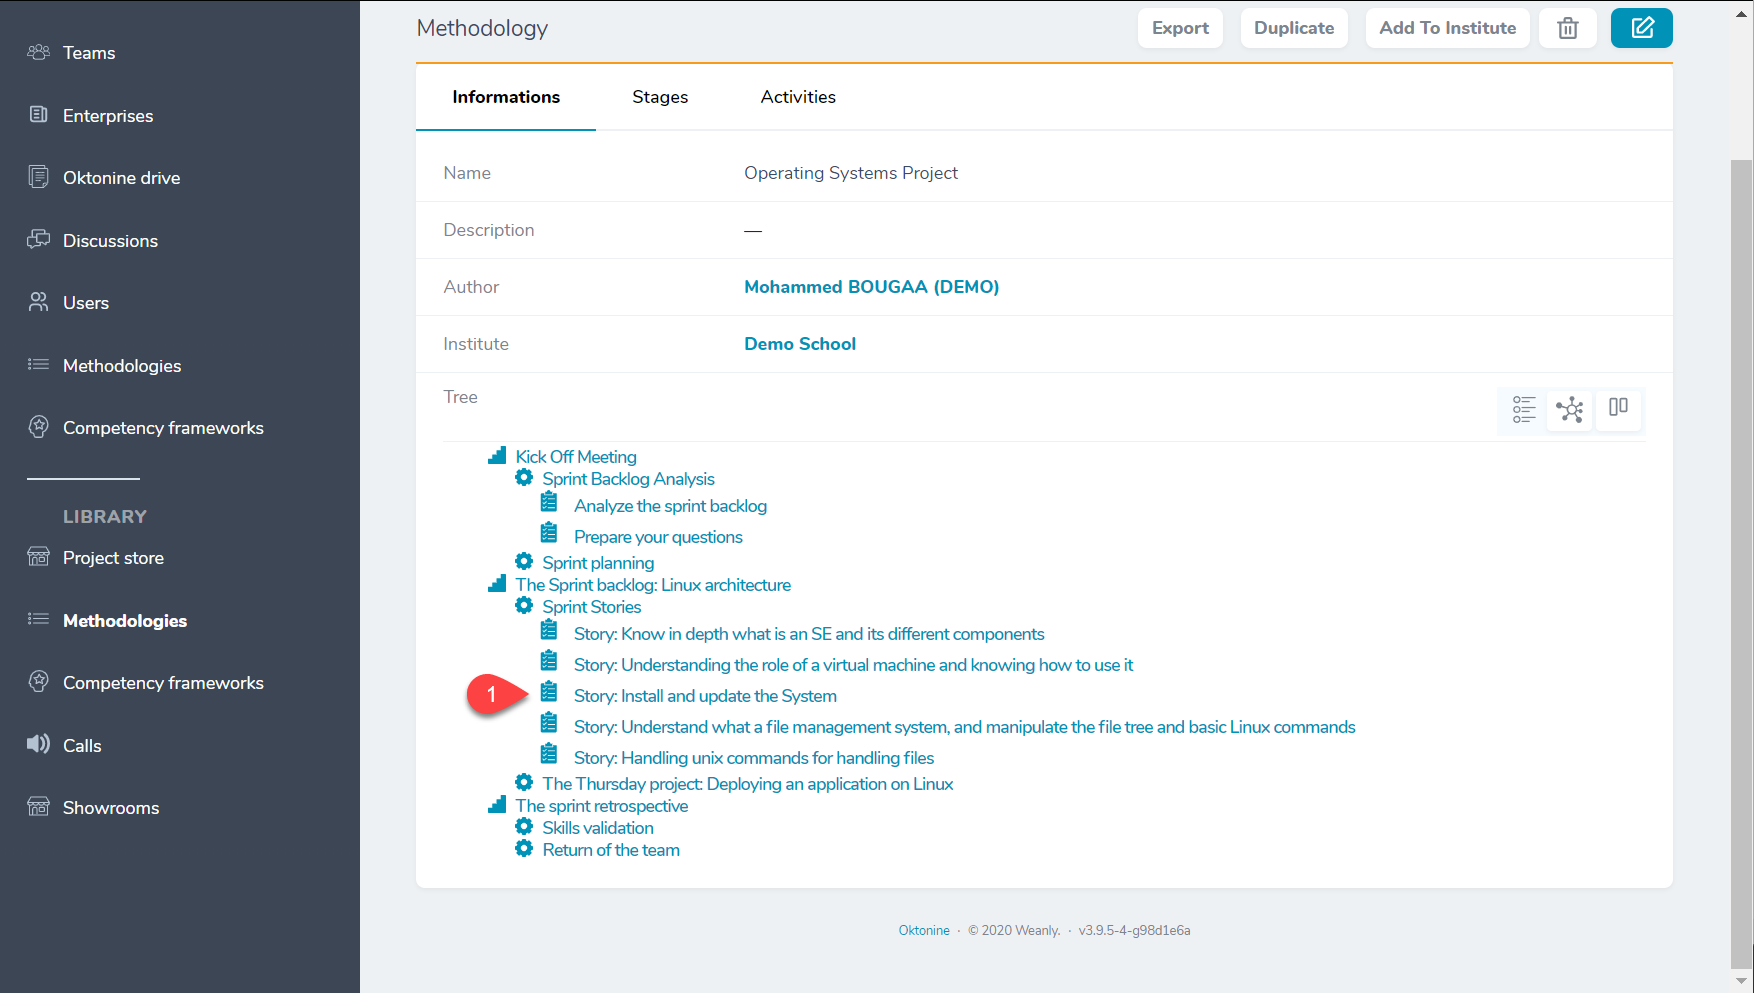 Teams
Enterprises
Oktonine drive
Discussions
Users
Methodologies
Competency frameworks
LIBRARY
Project store
Methodologies
Competency frameworks
Calls
Showrooms
Methodology
Export
Duplicate
Add To Institute
Informations
Stages
Activities
Name
Operating Systems Project
Description
—
Author
Mohammed BOUGAA (DEMO)
Institute
Demo School
Tree
Kick Off Meeting
Sprint Backlog Analysis
Analyze the sprint backlog
Prepare your questions
Sprint planning
The Sprint backlog: Linux architecture
Sprint Stories
Story: Know in depth what is an SE and its different components
Story: Understanding the role of a virtual machine and knowing how to use it
1
Story: Install and update the System
Story: Understand what a file management system, and manipulate the file tree and basic Linux commands
Story: Handling unix commands for handling files
The Thursday project: Deploying an application on Linux
The sprint retrospective
Skills validation
Return of the team
Oktonine · © 2020 Weanly. · v3.9.5-4-g98d1e6a